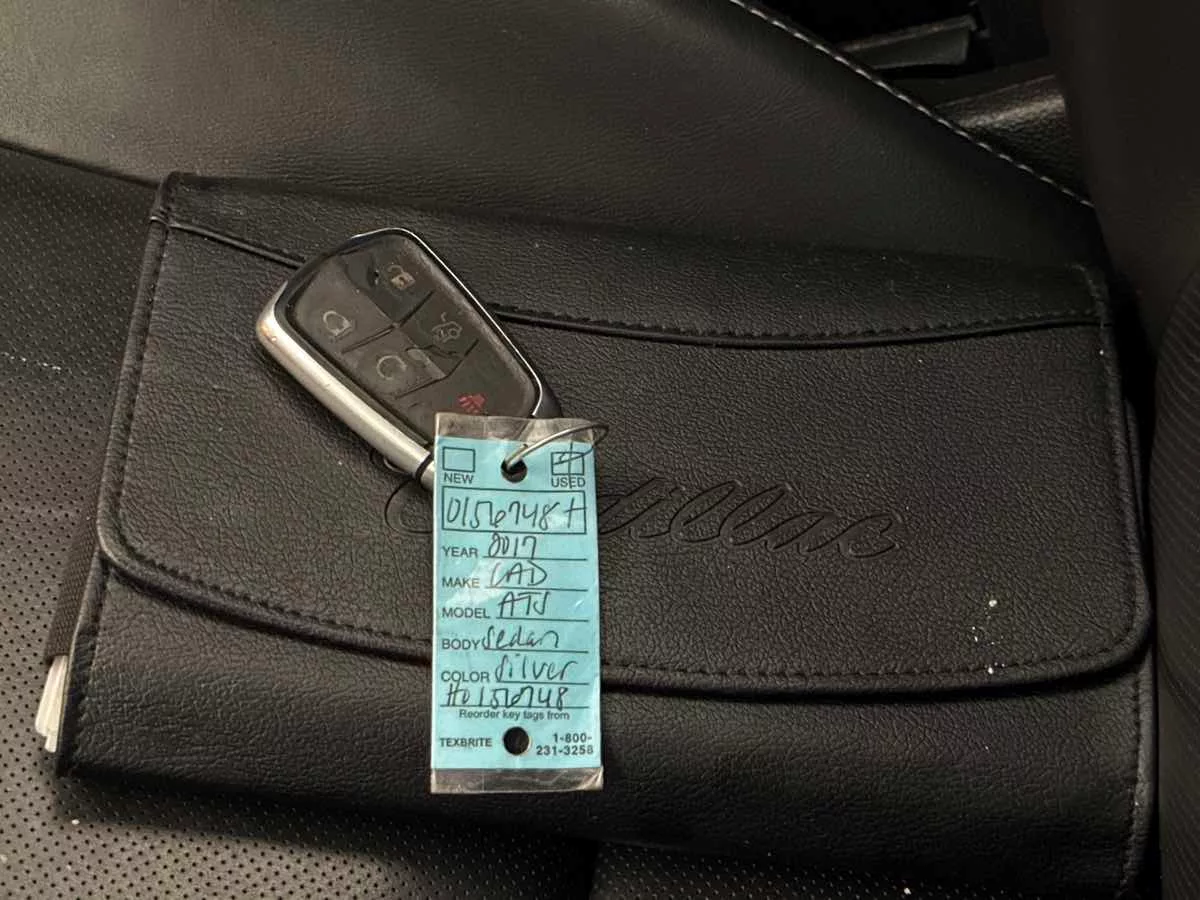 Cadillac
NEW USED
0156748H
YEAR 2017
MAKE CAD
MODEL ATS
BODY Sedan
COLOR Silver
H0156748
Reorder key tags from
TEXBRITE 1-800-
231-3258